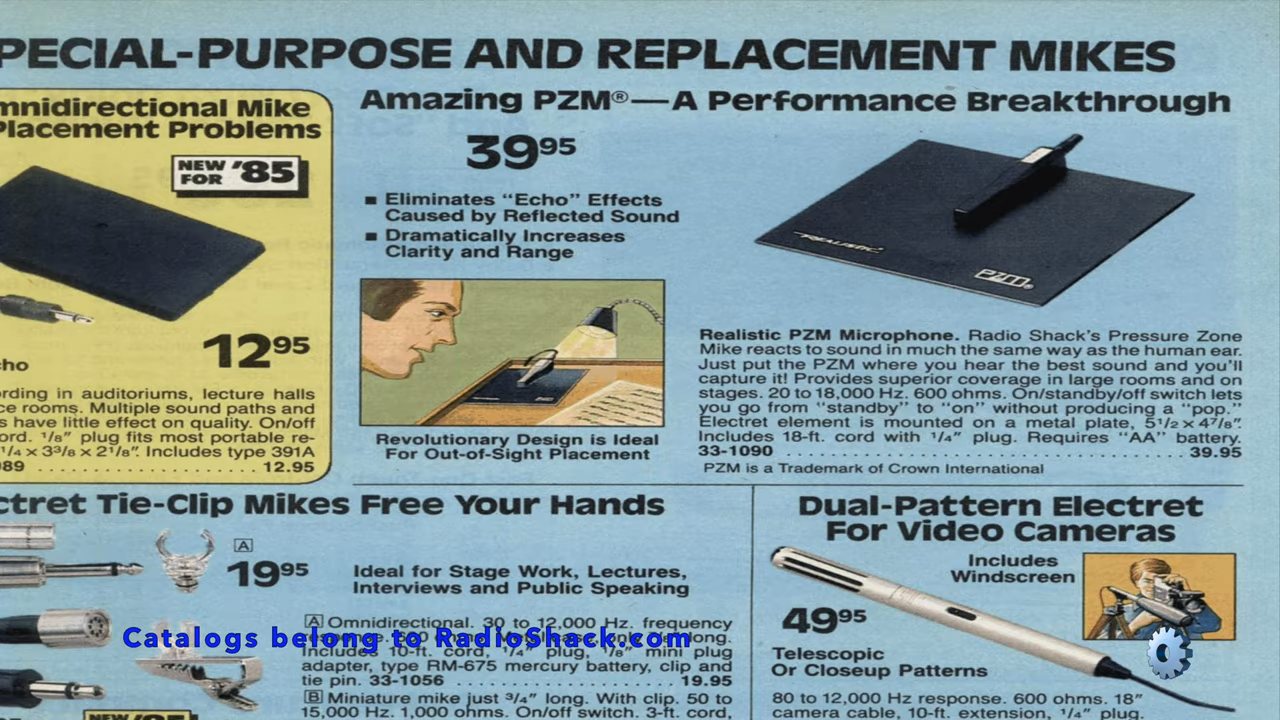 PECIAL-PURPOSE AND REPLACEMENT MIKES
mnidirectional Mike
Placement Problems
NEW FOR '85
cho
12 95
rding in auditoriums, lecture halls
ce rooms. Multiple sound paths and
s have little effect on quality. On/off
ord. 1/8" plug fits most portable re-
1/4 x 3 3/8 x 2 1/8". Includes type 391A
989 . . . . . . . . . . . . . . . . . . 12.95
Amazing PZM®—A Performance Breakthrough
39 95
■ Eliminates "Echo" Effects
Caused by Reflected Sound
■ Dramatically Increases
Clarity and Range
Revolutionary Design is Ideal
For Out-of-Sight Placement
REALISTIC
PZM®
Realistic PZM Microphone. Radio Shack's Pressure Zone
Mike reacts to sound in much the same way as the human ear.
Just put the PZM where you hear the best sound and you'll
capture it! Provides superior coverage in large rooms and on
stages. 20 to 18,000 Hz. 600 ohms. On/standby/off switch lets
you go from "standby" to "on" without producing a "pop."
Electret element is mounted on a metal plate, 5 1/2 x 4 7/8".
Includes 18-ft. cord with 1/4" plug. Requires "AA" battery.
33-1090 . . . . . . . . . . . . . . . . . . . . . . . . 39.95
PZM is a Trademark of Crown International
ctret Tie-Clip Mikes Free Your Hands
A
19 95
Ideal for Stage Work, Lectures,
Interviews and Public Speaking
A Omnidirectional. 30 to 12,000 Hz. frequency
long.
Includes 10-ft. cord, 1/4" plug, 1/8" mini plug
adapter, type RM-675 mercury battery, clip and
tie pin. 33-1056 . . . . . . . . . . . . . . . 19.95
B Miniature mike just 3/4" long. With clip. 50 to
15,000 Hz. 1,000 ohms. On/off switch. 3-ft. cord,
Catalogs belong to RadioShack.com
NEW '85
Dual-Pattern Electret
For Video Cameras
Includes
Windscreen
49 95
Telescopic
Or Closeup Patterns
80 to 12,000 Hz response. 600 ohms. 18"
camera cable, 10-ft. extension, 1/4" plug.